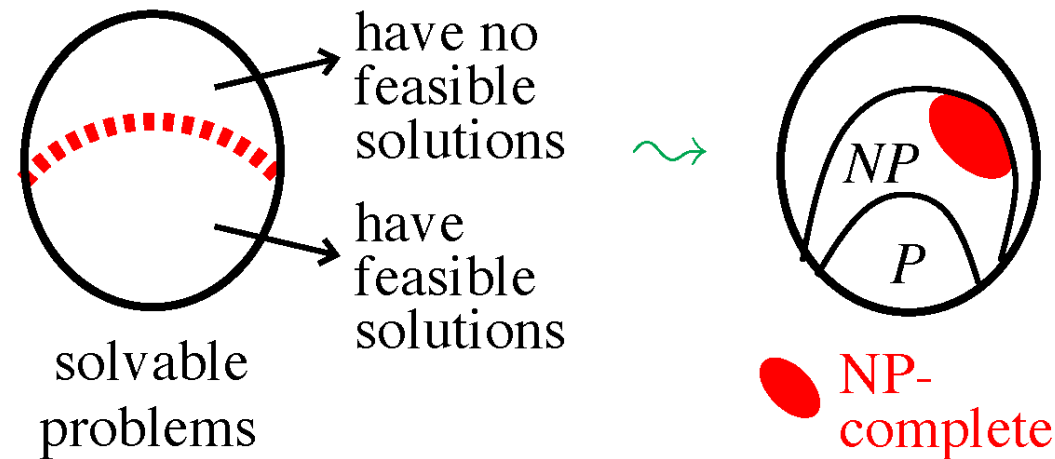 have no
feasible
solutions
have
feasible
solutions
solvable
problems
NP
P
NP-
complete